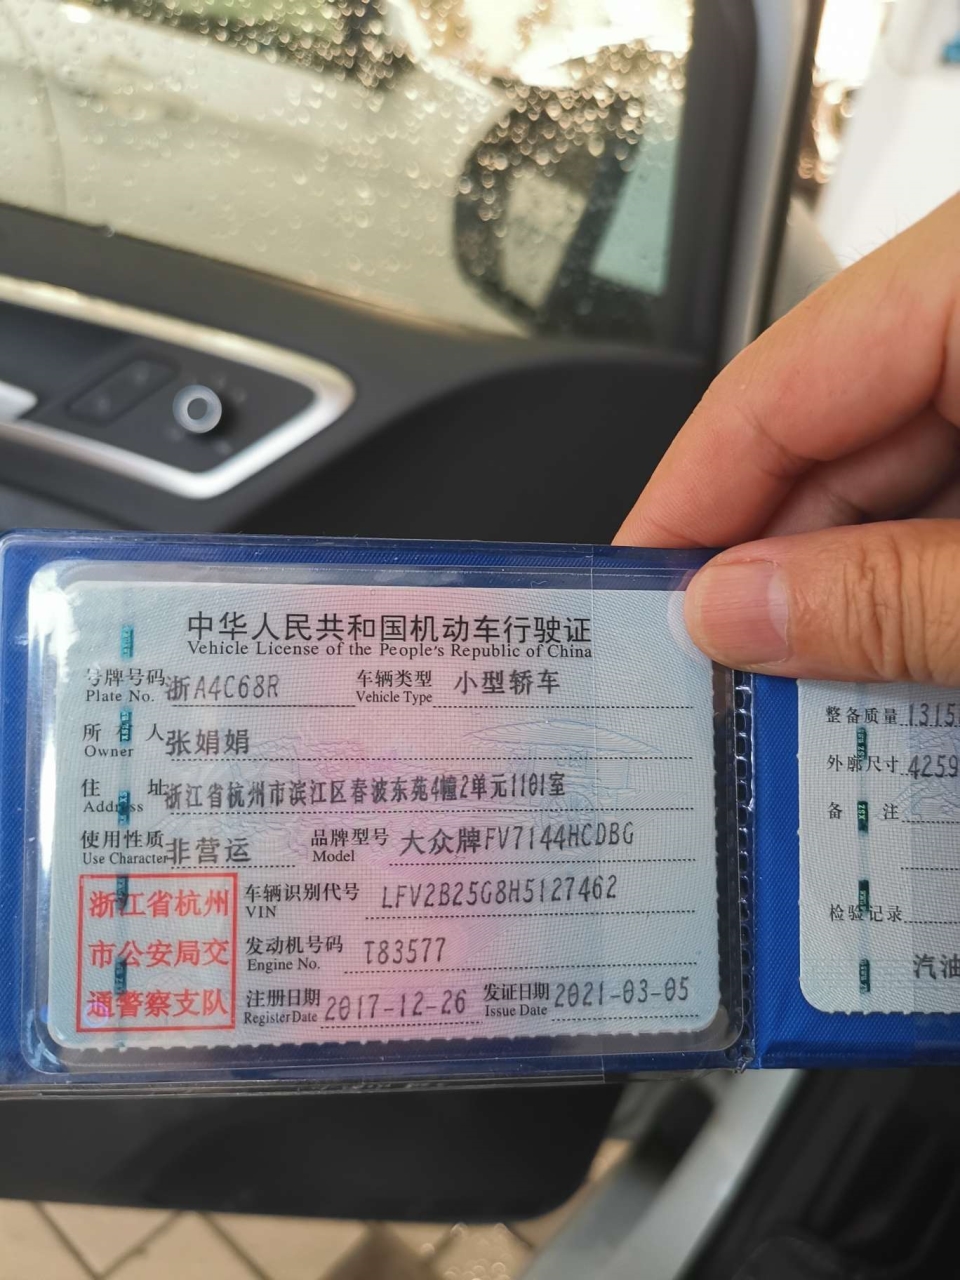 中华人民共和国机动车行驶证
Vehicle License of the People's Republic of China
号牌号码 浙A4C68R 车辆类型 小型轿车
Plate No. Vehicle Type
所有人 张娟娟
Owner
住址 浙江省杭州市滨江区春波东苑4幢2单元1101室
Address
使用性质 非营运 品牌型号 大众牌FV7144HCDBG
Use Character Model
浙江省杭州
市公安局交
通警察支队
车辆识别代号 LFV2B25G8H5127462
VIN
发动机号码 T83577
Engine No.
注册日期 2017-12-26 发证日期 2021-03-05
Register Date Issue Date
整备质量 1315
外廓尺寸 4259
备注
检验记录
汽油